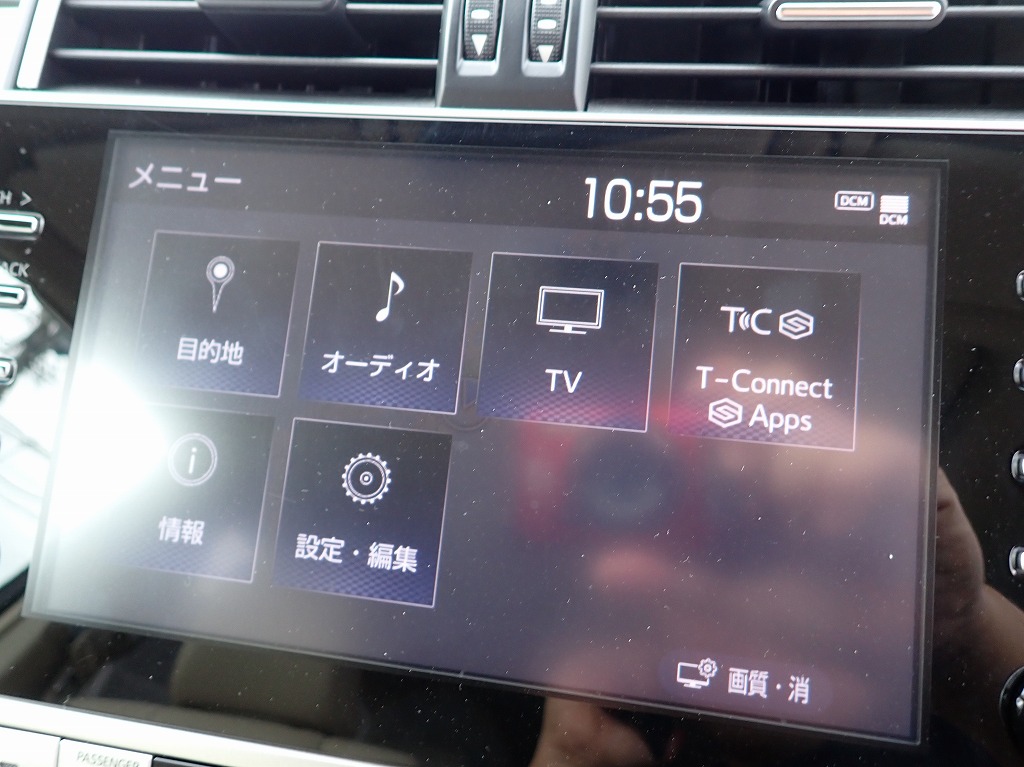 メニュー
10:55
DCM
DCM
目的地
オーディオ
TV
T-Connect
Apps
情報
設定・編集
画質・消
PASSENGER